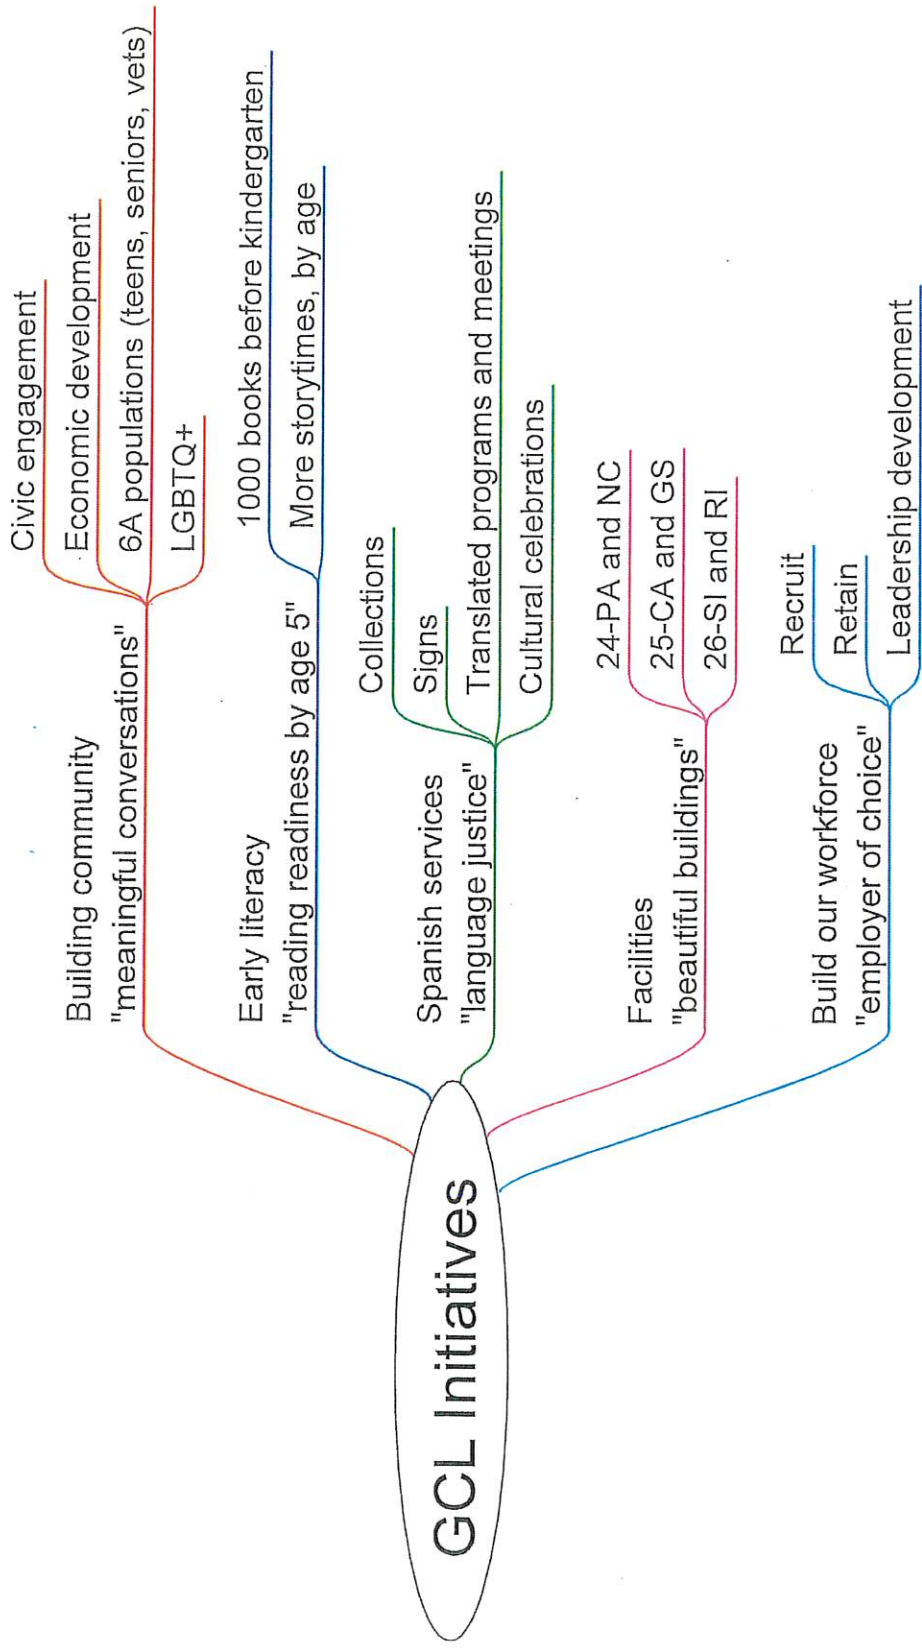 GCL Initiatives
Building community
"meaningful conversations"
Civic engagement
Economic development
6A populations (teens, seniors, vets)
LGBTQ+
Early literacy
"reading readiness by age 5"
1000 books before kindergarten
More storytimes, by age
Spanish services
"language justice"
Collections
Signs
Translated programs and meetings
Cultural celebrations
Facilities
"beautiful buildings"
24-PA and NC
25-CA and GS
26-SI and RI
Build our workforce
"employer of choice"
Recruit
Retain
Leadership development